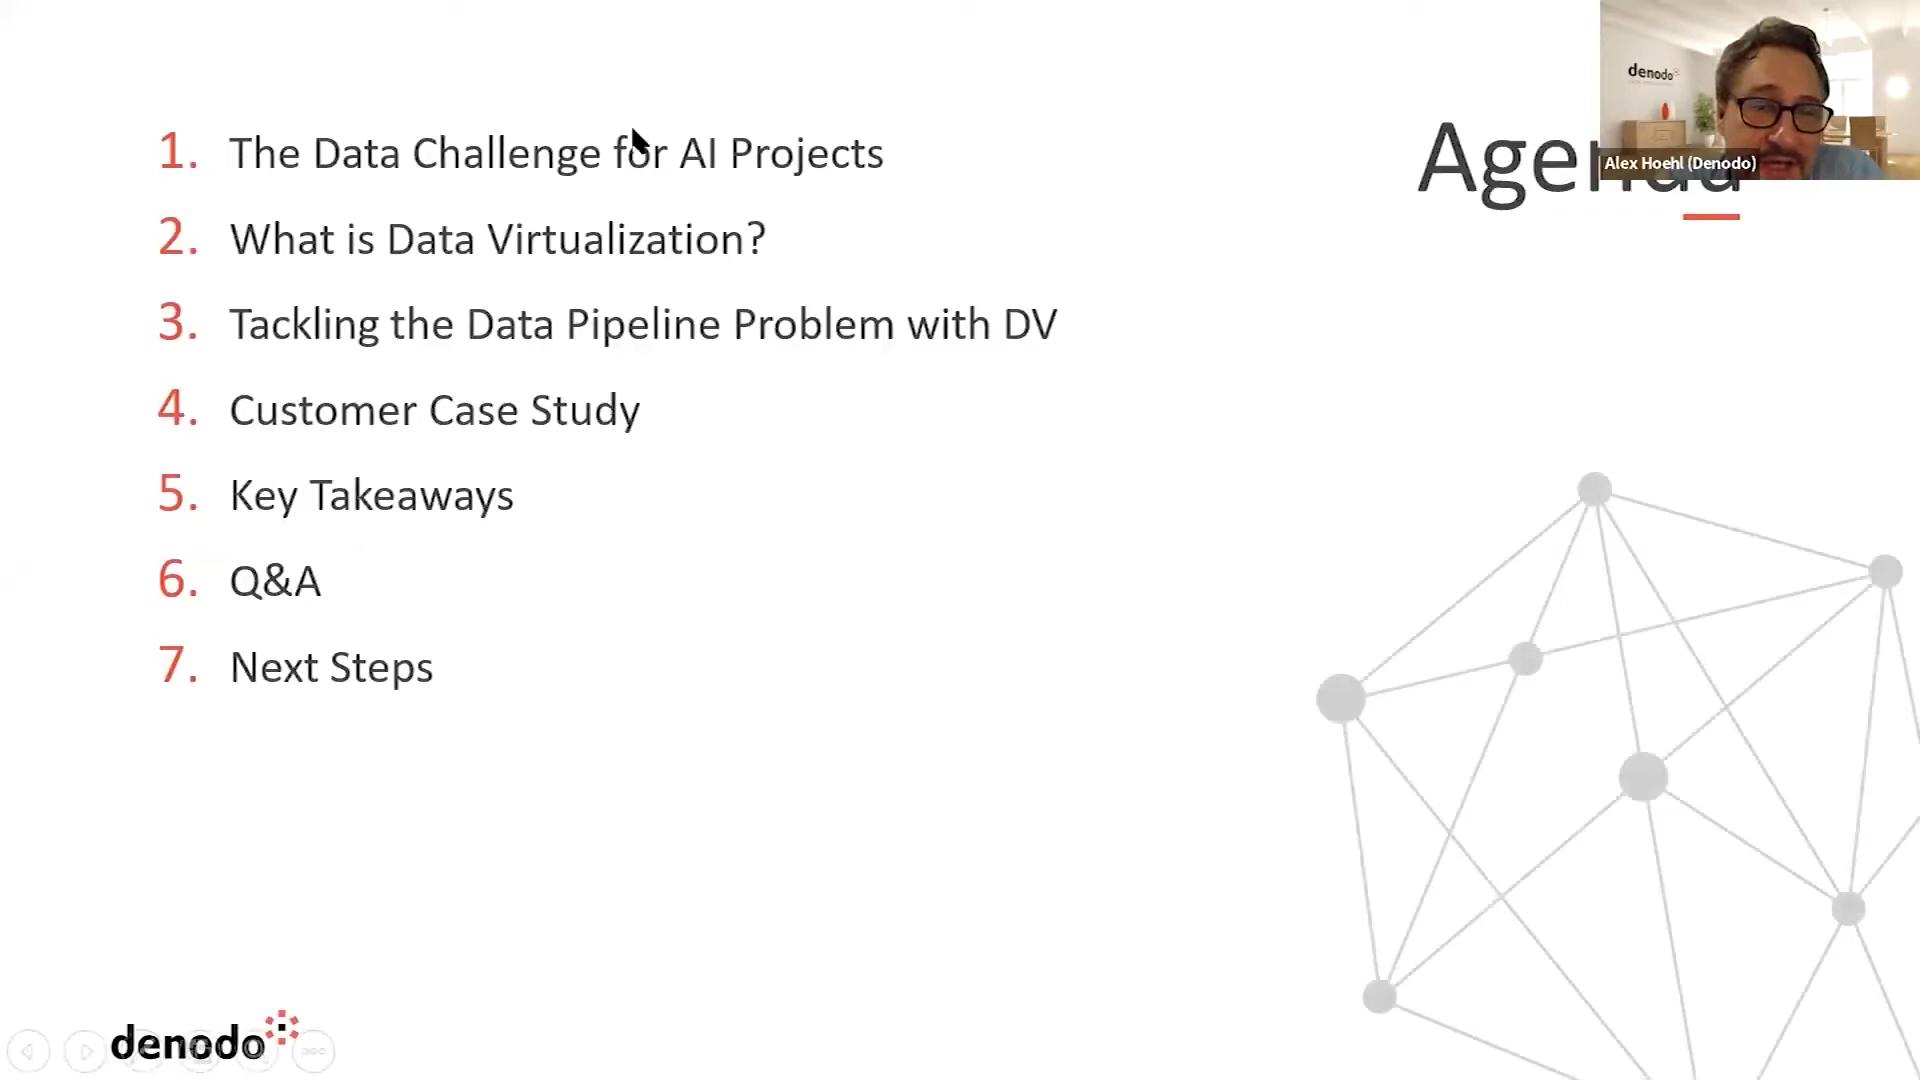 1. The Data Challenge for AI Projects
2. What is Data Virtualization?
3. Tackling the Data Pipeline Problem with DV
4. Customer Case Study
5. Key Takeaways
6. Q&A
7. Next Steps
Agenda
denodo
Alex Hoehl (Denodo)
denodo